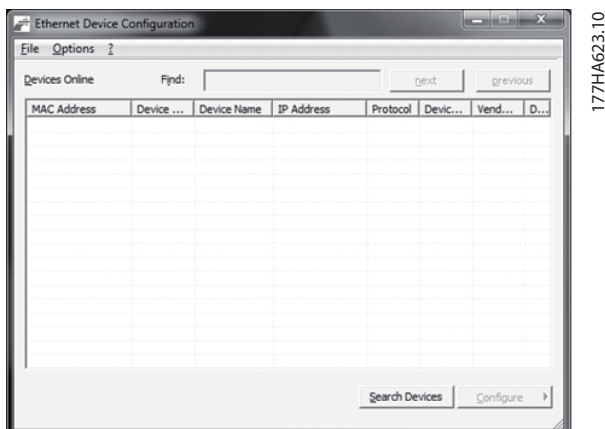 Ethernet Device Configuration
File Options ?
Devices Online Find: next previous
MAC Address Device ... Device Name IP Address Protocol Devic... Vend... D...
Search Devices Configure
177HA623.10